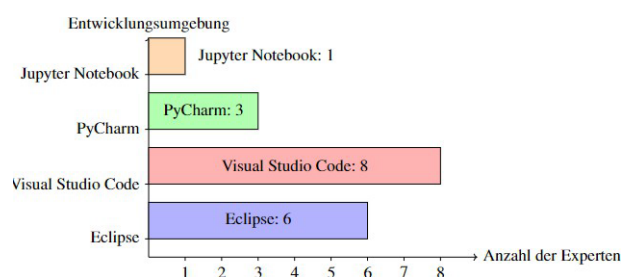 Entwicklungsumgebung
Jupyter Notebook: 1
Jupyter Notebook
PyCharm: 3
PyCharm
Visual Studio Code: 8
Visual Studio Code
Eclipse: 6
Eclipse
Anzahl der Experten
1 2 3 4 5 6 7 8